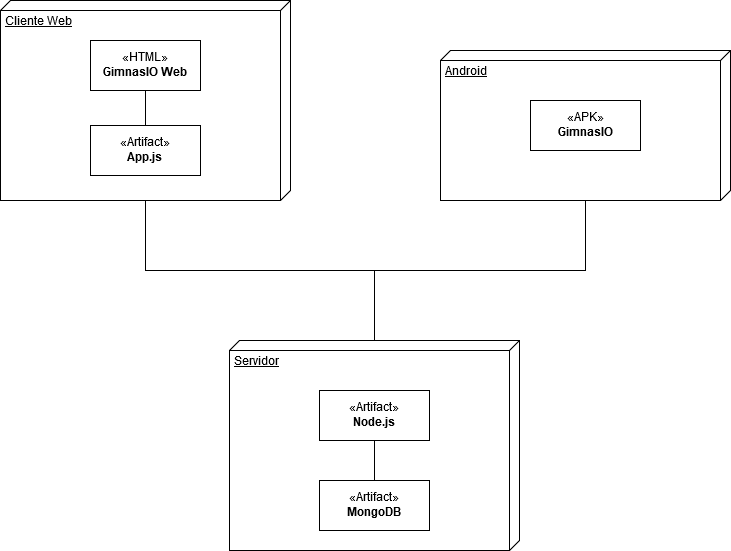 Cliente Web
«HTML»
GimnasIO Web
«Artifact»
App.js
Android
«APK»
GimnasIO
Servidor
«Artifact»
Node.js
«Artifact»
MongoDB